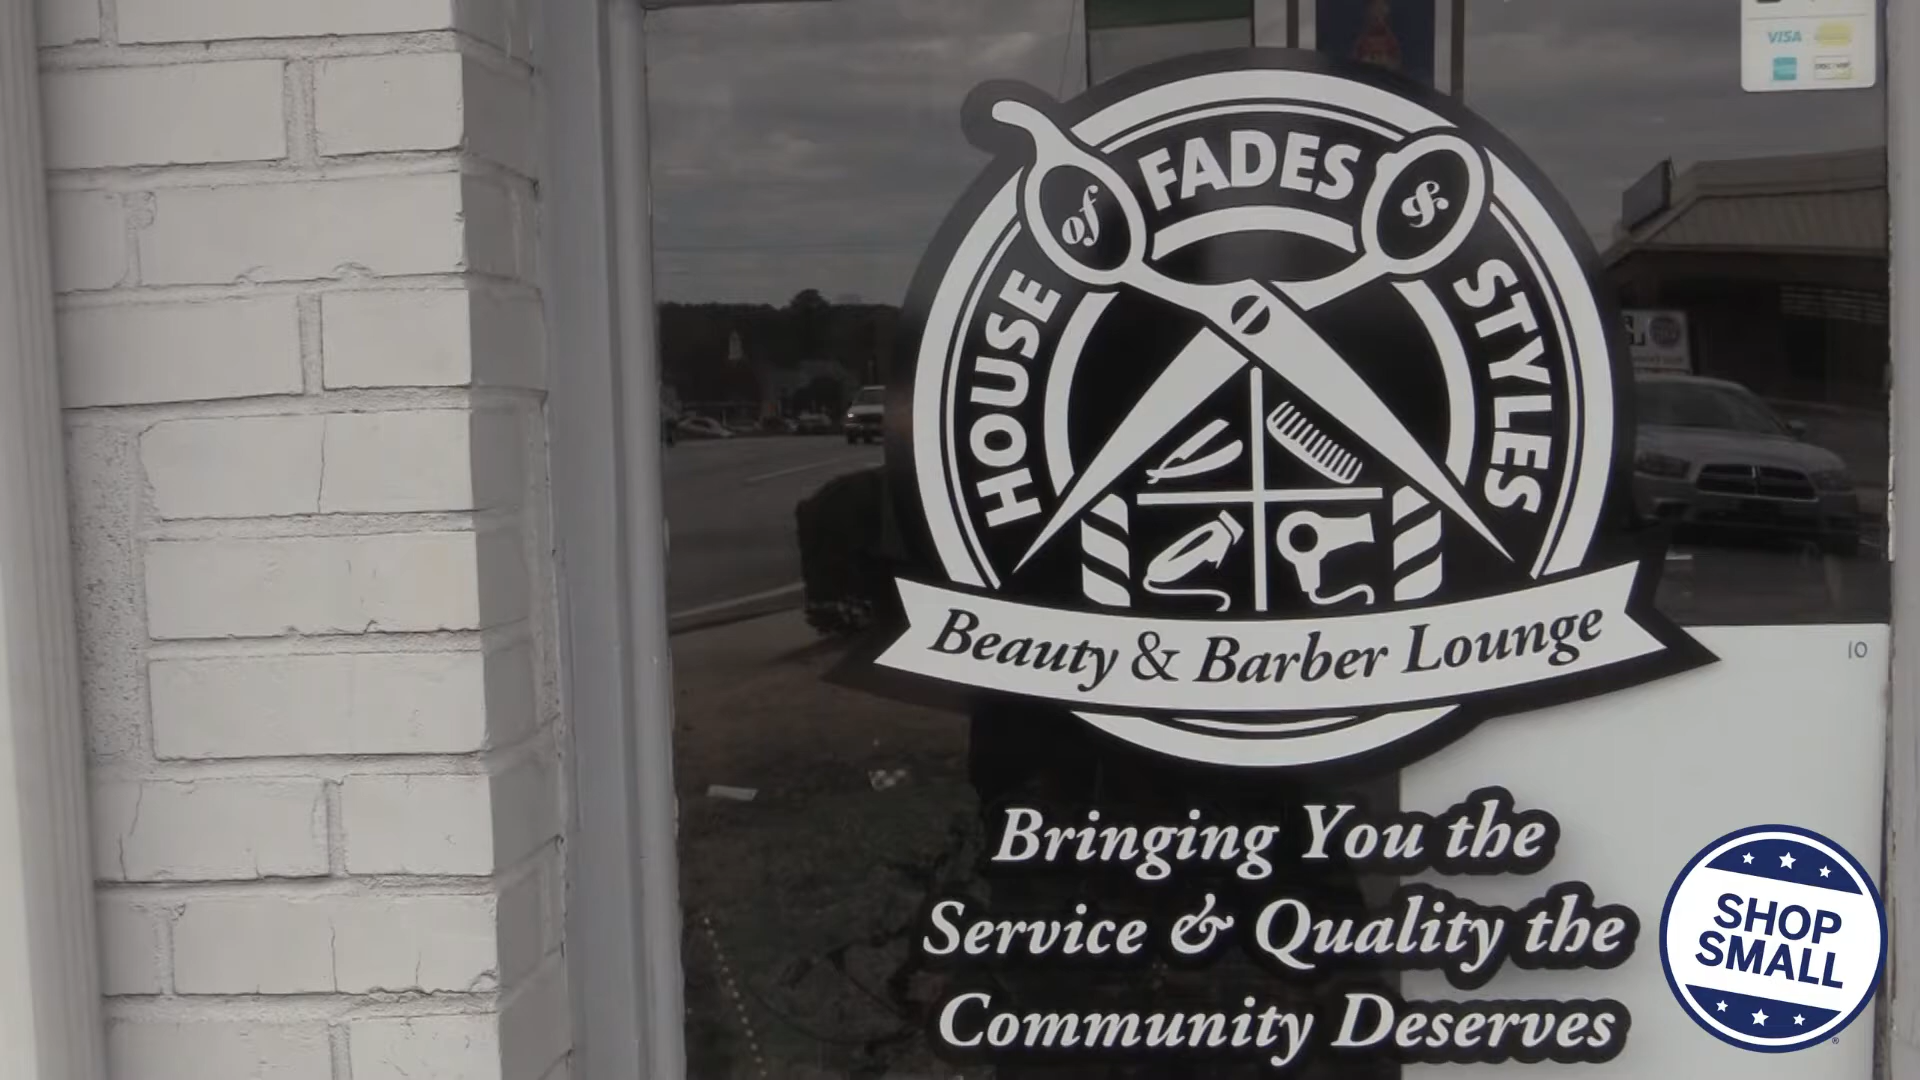 VISA
HOUSE of FADES & STYLES
Beauty & Barber Lounge
10
Bringing You the
Service & Quality the
Community Deserves
SHOP
SMALL
®